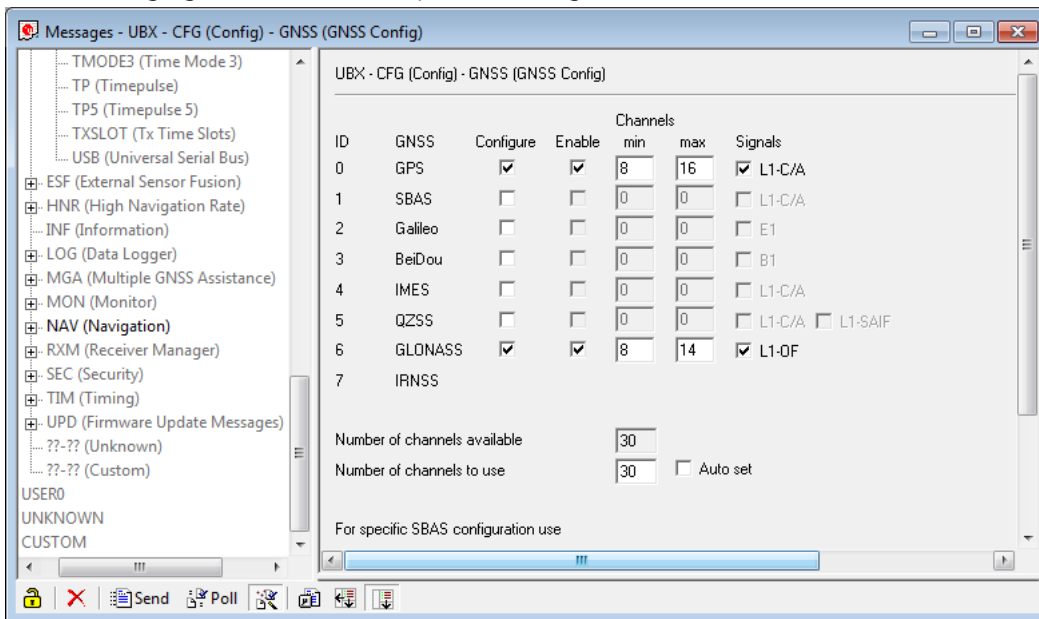 Messages - UBX - CFG (Config) - GNSS (GNSS Config)
TMODE3 (Time Mode 3)
TP (Timepulse)
TP5 (Timepulse 5)
TXSLOT (Tx Time Slots)
USB (Universal Serial Bus)
ESF (External Sensor Fusion)
HNR (High Navigation Rate)
INF (Information)
LOG (Data Logger)
MGA (Multiple GNSS Assistance)
MON (Monitor)
NAV (Navigation)
RXM (Receiver Manager)
SEC (Security)
TIM (Timing)
UPD (Firmware Update Messages)
??-?? (Unknown)
??-?? (Custom)
USER0
UNKNOWN
CUSTOM
UBX - CFG (Config) - GNSS (GNSS Config)
Channels
ID GNSS Configure Enable min max Signals
0 GPS 8 16 L1-C/A
1 SBAS 0 0 L1-C/A
2 Galileo 0 0 E1
3 BeiDou 0 0 B1
4 IMES 0 0 L1-C/A
5 QZSS 0 0 L1-C/A L1-SAIF
6 GLONASS 8 14 L1-OF
7 IRNSS
Number of channels available 30
Number of channels to use 30 Auto set
For specific SBAS configuration use
Send Poll